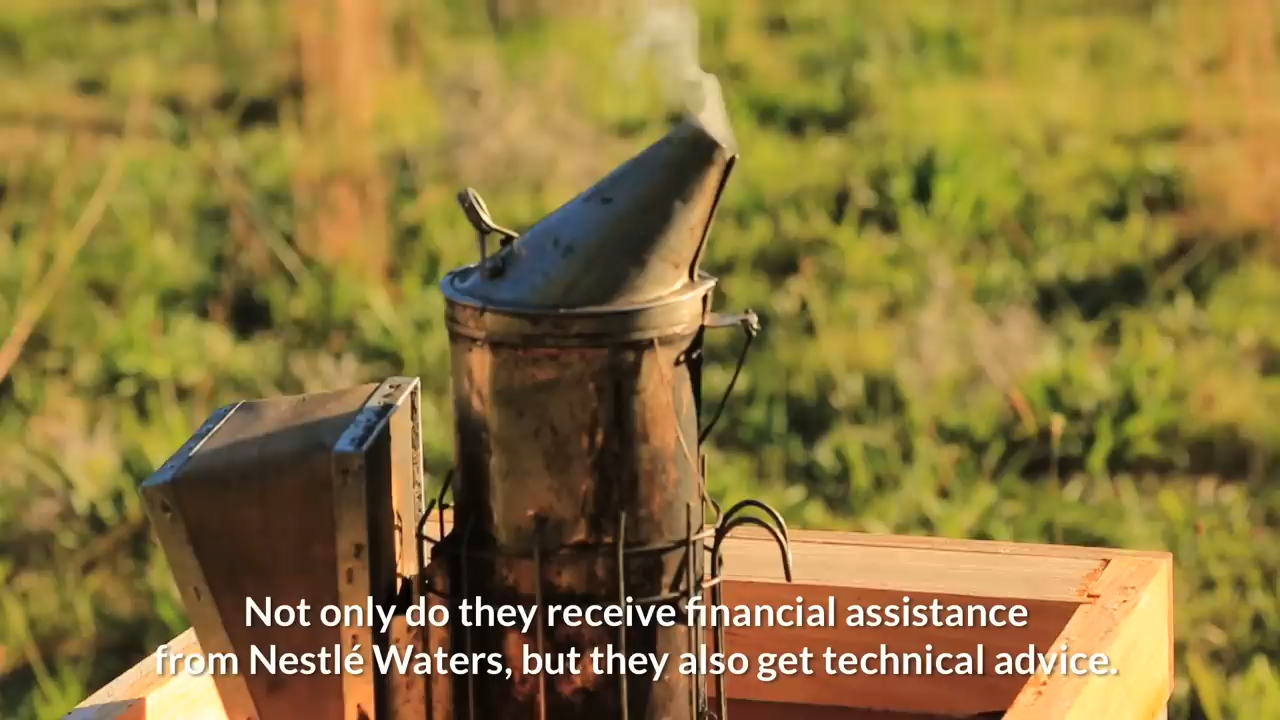 Not only do they receive financial assistance
from Nestlé Waters, but they also get technical advice.